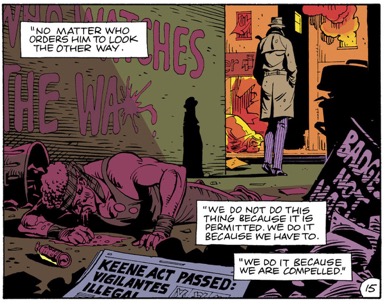 WHO WATCHES
THE WA
"NO MATTER WHO
ORDERS HIM TO LOOK
THE OTHER WAY.
"WE DO NOT DO THIS
THING BECAUSE IT IS
PERMITTED. WE DO IT
BECAUSE WE HAVE TO.
"WE DO IT BECAUSE
WE ARE COMPELLED."
BADGES
NOT
KEENE ACT PASSED:
VIGILANTES
ILLEGAL
15